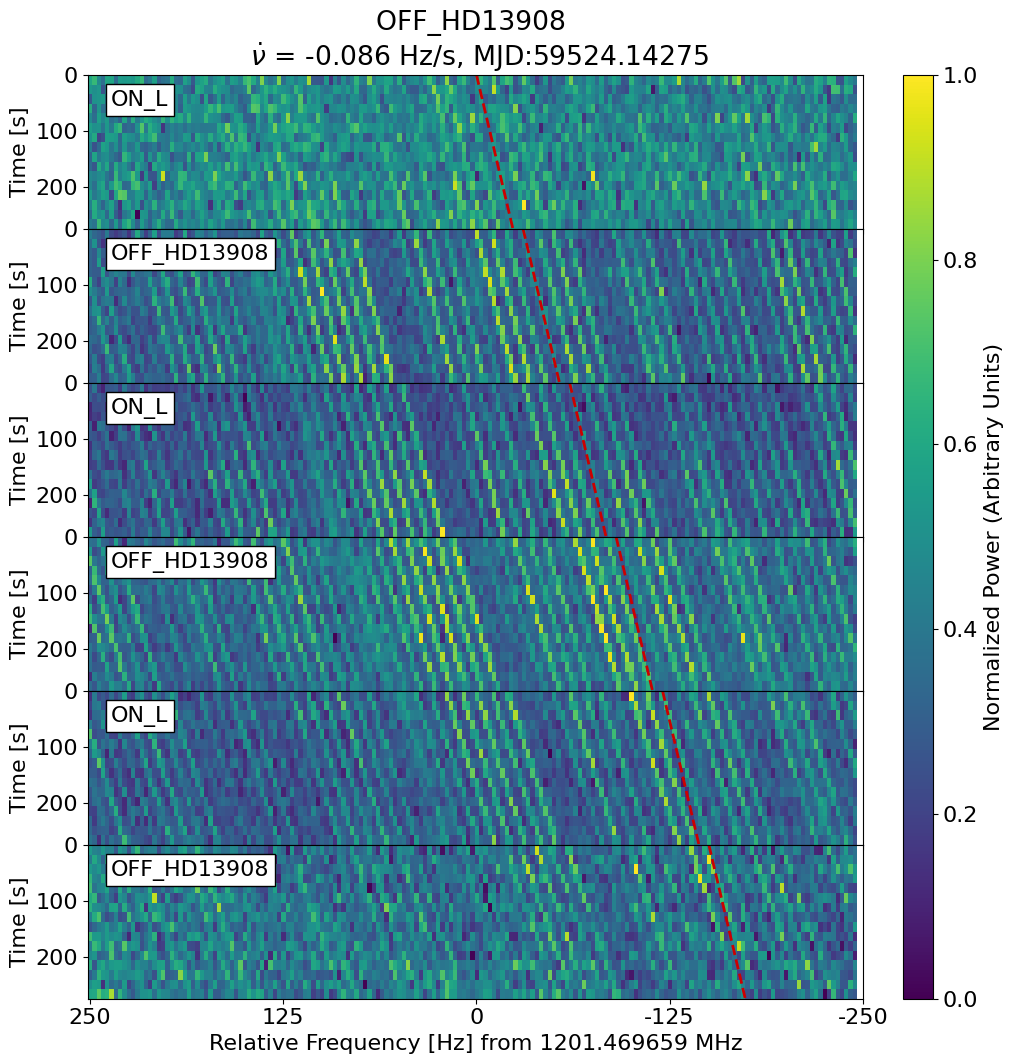 OFF_HD13908
ν̇ = -0.086 Hz/s, MJD:59524.14275
ON_L
OFF_HD13908
ON_L
OFF_HD13908
ON_L
OFF_HD13908
Time [s]
0
100
200
Time [s]
0
100
200
Time [s]
0
100
200
Time [s]
0
100
200
Time [s]
0
100
200
Time [s]
0
100
200
250 125 0 -125 -250
Relative Frequency [Hz] from 1201.469659 MHz
1.0
0.8
0.6
0.4
0.2
0.0
Normalized Power (Arbitrary Units)